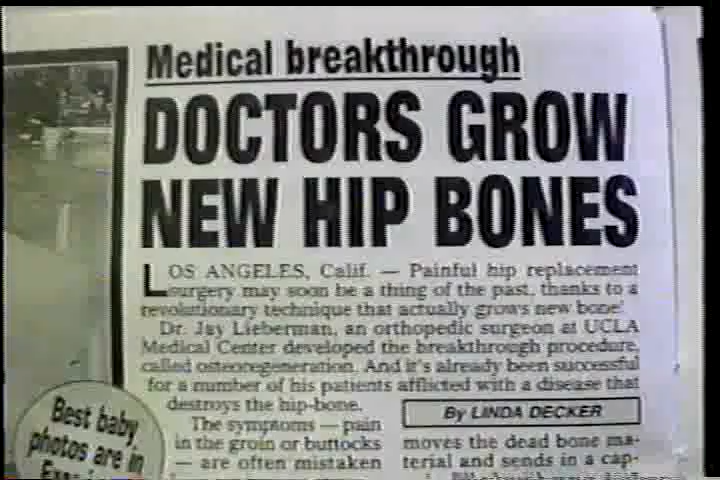 Medical breakthrough
DOCTORS GROW
NEW HIP BONES
LOS ANGELES, Calif. — Painful hip replacement
surgery may soon be a thing of the past, thanks to a
revolutionary technique that actually grows new bone!
Dr. Jay Lieberman, an orthopedic surgeon at UCLA
Medical Center developed the breakthrough procedure,
called osteoregeneration. And it's already been successful
for a number of his patients afflicted with a disease that
destroys the hip-bone.
The symptoms — pain
in the groin or buttocks
— are often mistaken
By LINDA DECKER
moves the dead bone ma-
terial and sends in a cap-
Best baby
photos are in